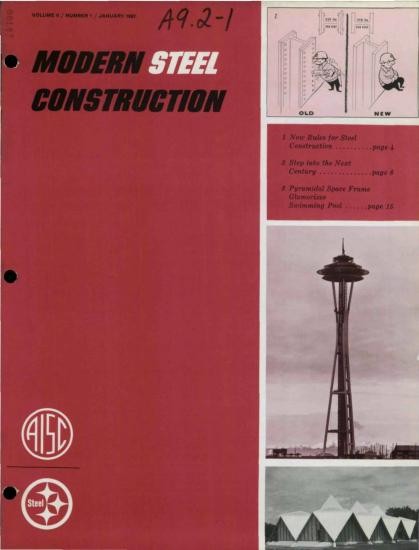 VOLUME II / NUMBER 1 / JANUARY 1962
A9.2-1
MODERN STEEL
CONSTRUCTION
1
OLD
NEW
1 New Rules for Steel
Construction .......... page 4
2 Step into the Next
Century .............. page 8
3 Pyramidal Space Frame
Glamorizes
Swimming Pool ...... page 15
AISC
Steel